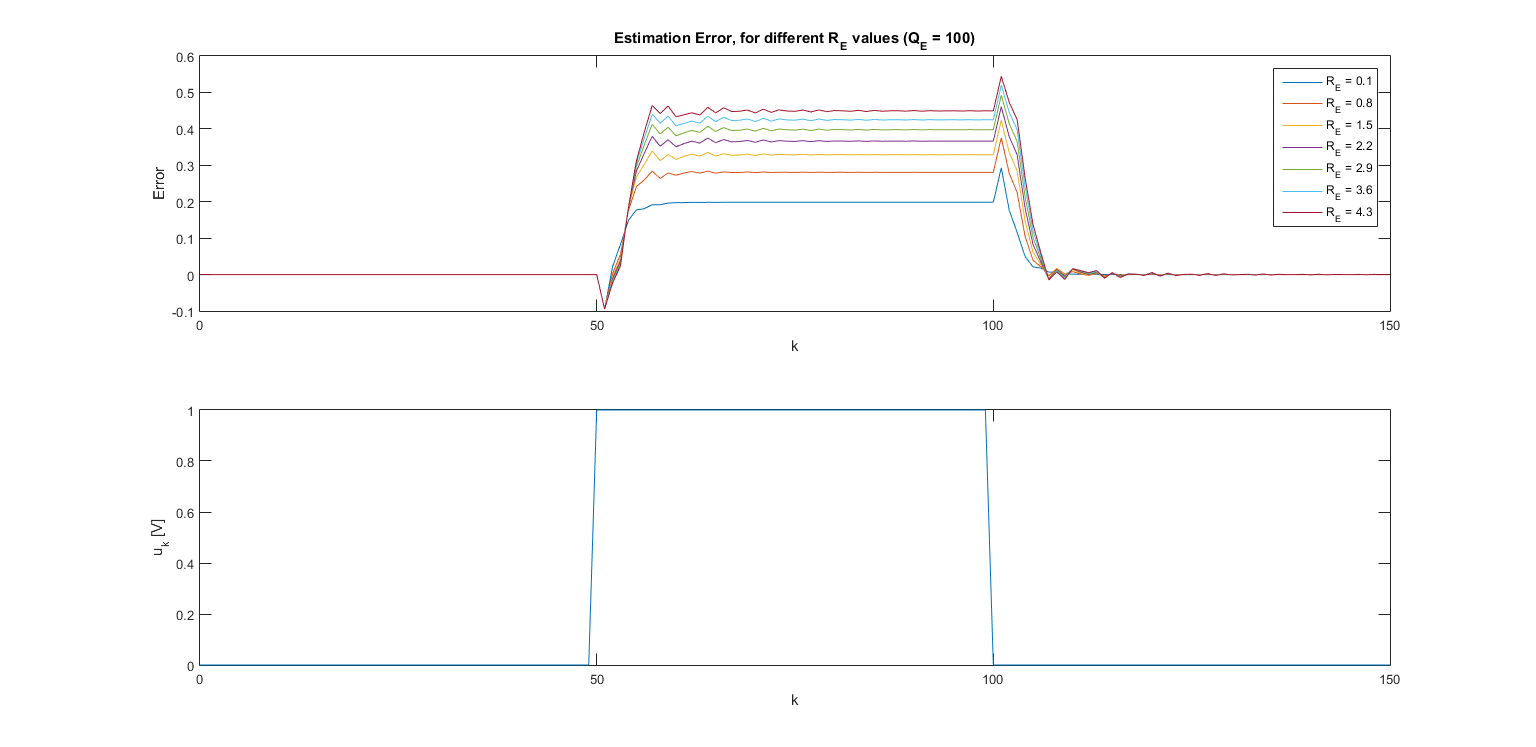 Estimation Error, for different R_E values (Q_E = 100)
0.6
0.5
0.4
0.3
0.2
0.1
0
-0.1
Error
R_E = 0.1
R_E = 0.8
R_E = 1.5
R_E = 2.2
R_E = 2.9
R_E = 3.6
R_E = 4.3
0 50 100 150
k
1
0.8
0.6
0.4
0.2
0
u_k [V]
0 50 100 150
k